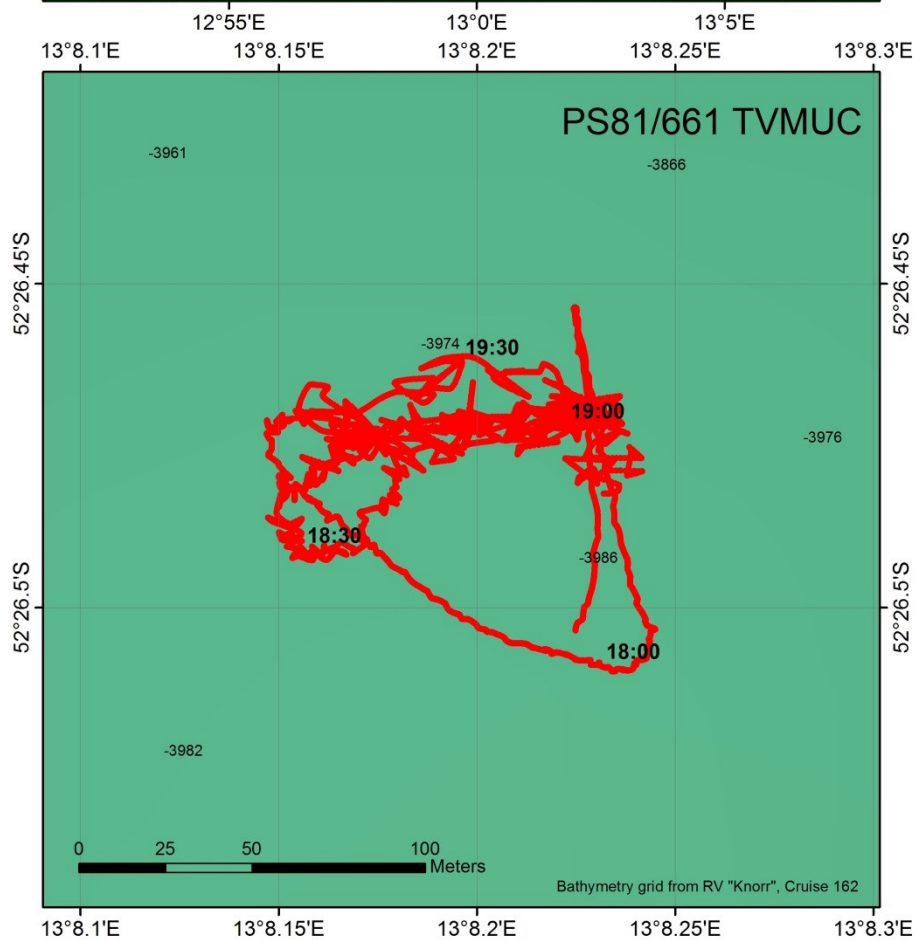 12°55'E 13°0'E 13°5'E
13°8.1'E 13°8.15'E 13°8.2'E 13°8.25'E 13°8.3'E
PS81/661 TVMUC
-3961
-3866
52°26.45'S 52°26.45'S
-3974 19:30
19:00
-3976
18:30
-3986
52°26.5'S 52°26.5'S
18:00
-3982
0 25 50 100
Meters
Bathymetry grid from RV "Knorr", Cruise 162
13°8.1'E 13°8.15'E 13°8.2'E 13°8.25'E 13°8.3'E